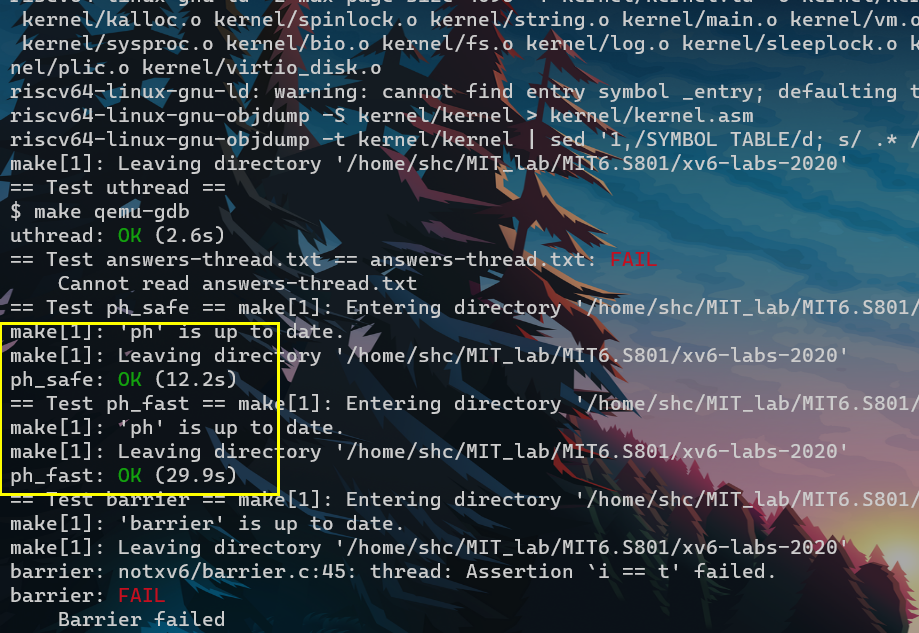 kernel/kalloc.o kernel/spinlock.o kernel/string.o kernel/main.o kernel/vm.o
kernel/sysproc.o kernel/bio.o kernel/fs.o kernel/log.o kernel/sleeplock.o k
nel/plic.o kernel/virtio_disk.o
riscv64-linux-gnu-ld: warning: cannot find entry symbol _entry; defaulting t
riscv64-linux-gnu-objdump -S kernel/kernel > kernel/kernel.asm
riscv64-linux-gnu-objdump -t kernel/kernel | sed '1,/SYMBOL TABLE/d; s/ .* /
make[1]: Leaving directory '/home/shc/MIT_lab/MIT6.S801/xv6-labs-2020'
== Test uthread ==
$ make qemu-gdb
uthread: OK (2.6s)
== Test answers-thread.txt == answers-thread.txt: FAIL
Cannot read answers-thread.txt
== Test ph_safe == make[1]: Entering directory '/home/shc/MIT_lab/MIT6.S801/
make[1]: 'ph' is up to date.
make[1]: Leaving directory '/home/shc/MIT_lab/MIT6.S801/xv6-labs-2020'
ph_safe: OK (12.2s)
== Test ph_fast == make[1]: Entering directory '/home/shc/MIT_lab/MIT6.S801/
make[1]: 'ph' is up to date.
make[1]: Leaving directory '/home/shc/MIT_lab/MIT6.S801/xv6-labs-2020'
ph_fast: OK (29.9s)
== Test barrier == make[1]: Entering directory '/home/shc/MIT_lab/MIT6.S801/
make[1]: 'barrier' is up to date.
make[1]: Leaving directory '/home/shc/MIT_lab/MIT6.S801/xv6-labs-2020'
barrier: notxv6/barrier.c:45: thread: Assertion `i == t' failed.
barrier: FAIL
Barrier failed